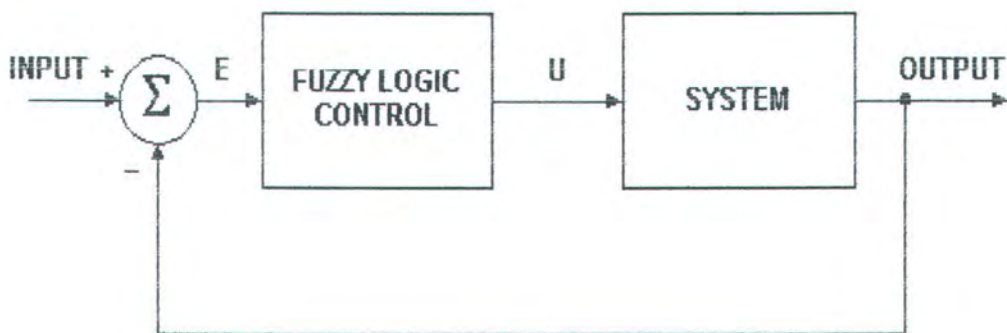 INPUT +
Σ
E
FUZZY LOGIC
CONTROL
U
SYSTEM
OUTPUT
−